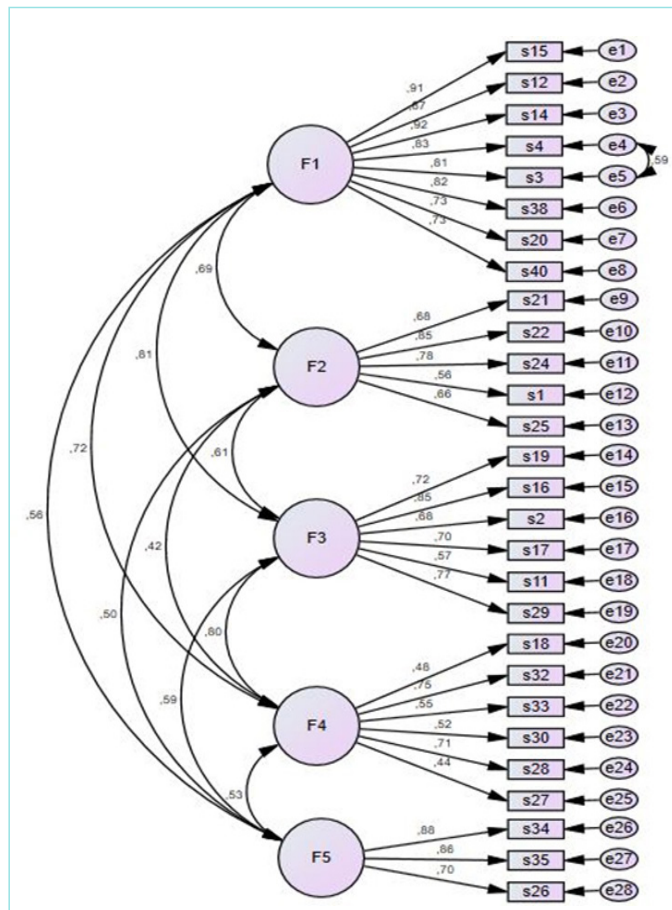 s15 e1
,91
s12 e2
,87
s14 e3
,92
s4 e4
,83
,59
F1
s3 e5
,81
s38 e6
,82
s20 e7
,73
s40 e8
,73
,69
s21 e9
,68
s22 e10
,85
F2
s24 e11
,78
s1 e12
,56
s25 e13
,66
,81
,72
,61
s19 e14
,72
s16 e15
,85
,56
F3
s2 e16
,68
s17 e17
,70
s11 e18
,57
s29 e19
,77
,42
,50
,80
,59
s18 e20
,48
s32 e21
,75
F4
s33 e22
,55
s30 e23
,52
s28 e24
,71
s27 e25
,44
,53
s34 e26
,88
F5
s35 e27
,86
s26 e28
,70